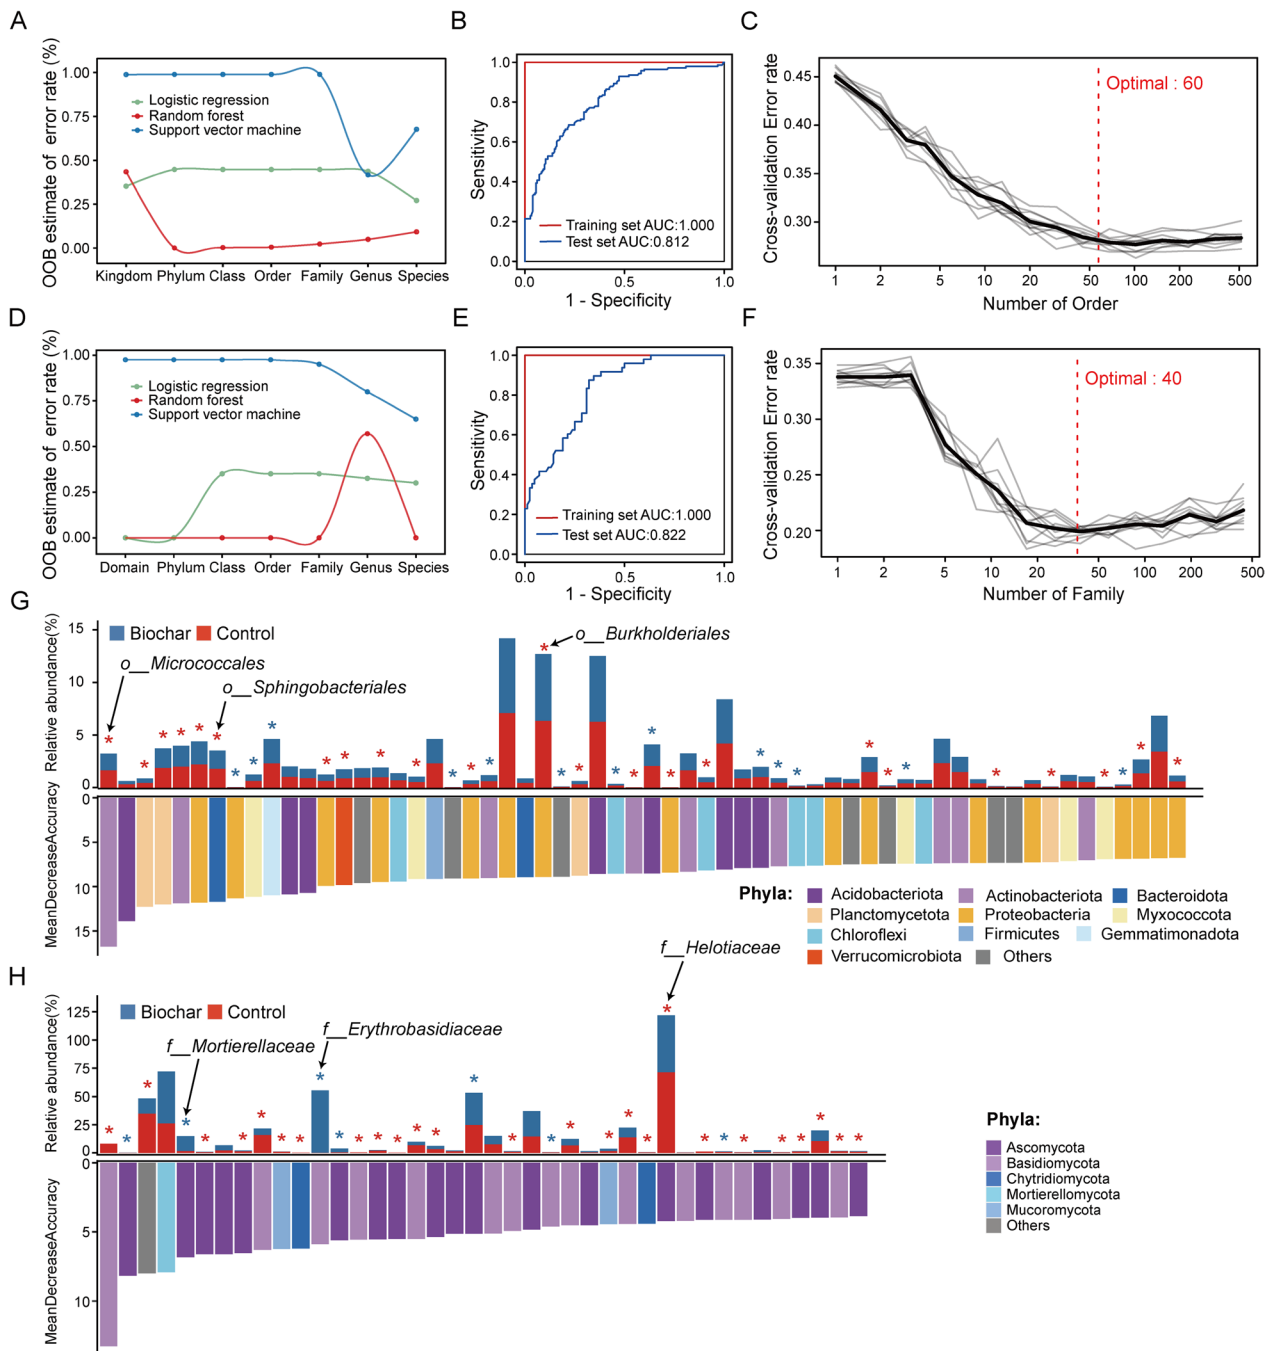 A
OOB estimate of error rate (%)
1.00
0.75
0.50
0.25
0.00
Logistic regression
Random forest
Support vector machine
Kingdom Phylum Class Order Family Genus Species
B
Sensitivity
1.0
0.8
0.6
0.4
0.2
0.0
Training set AUC:1.000
Test set AUC:0.812
0.0 0.5 1.0
1 - Specificity
C
Cross-validation Error rate
0.45
0.40
0.35
0.30
Optimal : 60
1 2 5 10 20 50 100 200 500
Number of Order
D
OOB estimate of error rate (%)
1.00
0.75
0.50
0.25
0.00
Logistic regression
Random forest
Support vector machine
Domain Phylum Class Order Family Genus Species
E
Sensitivity
1.0
0.8
0.6
0.4
0.2
0.0
Training set AUC:1.000
Test set AUC:0.822
0.0 0.5 1.0
1 - Specificity
F
Cross-validation Error rate
0.35
0.30
0.25
0.20
Optimal : 40
1 2 5 10 20 50 100 200 500
Number of Family
G
Relative abundance(%)
15
10
5
0
Biochar Control
o__Micrococcales
o__Sphingobacteriales
o__Burkholderiales
MeanDecreaseAccuracy
0
5
10
15
Phyla:
Acidobacteriota Actinobacteriota Bacteroidota
Planctomycetota Proteobacteria Myxococcota
Chloroflexi Firmicutes Gemmatimonadota
Verrucomicrobiota Others
H
Relative abundance(%)
125
100
75
50
25
0
Biochar Control
f__Mortierellaceae
f__Erythrobasidiaceae
f__Helotiaceae
MeanDecreaseAccuracy
0
5
10
Phyla:
Ascomycota
Basidiomycota
Chytridiomycota
Mortierellomycota
Mucoromycota
Others